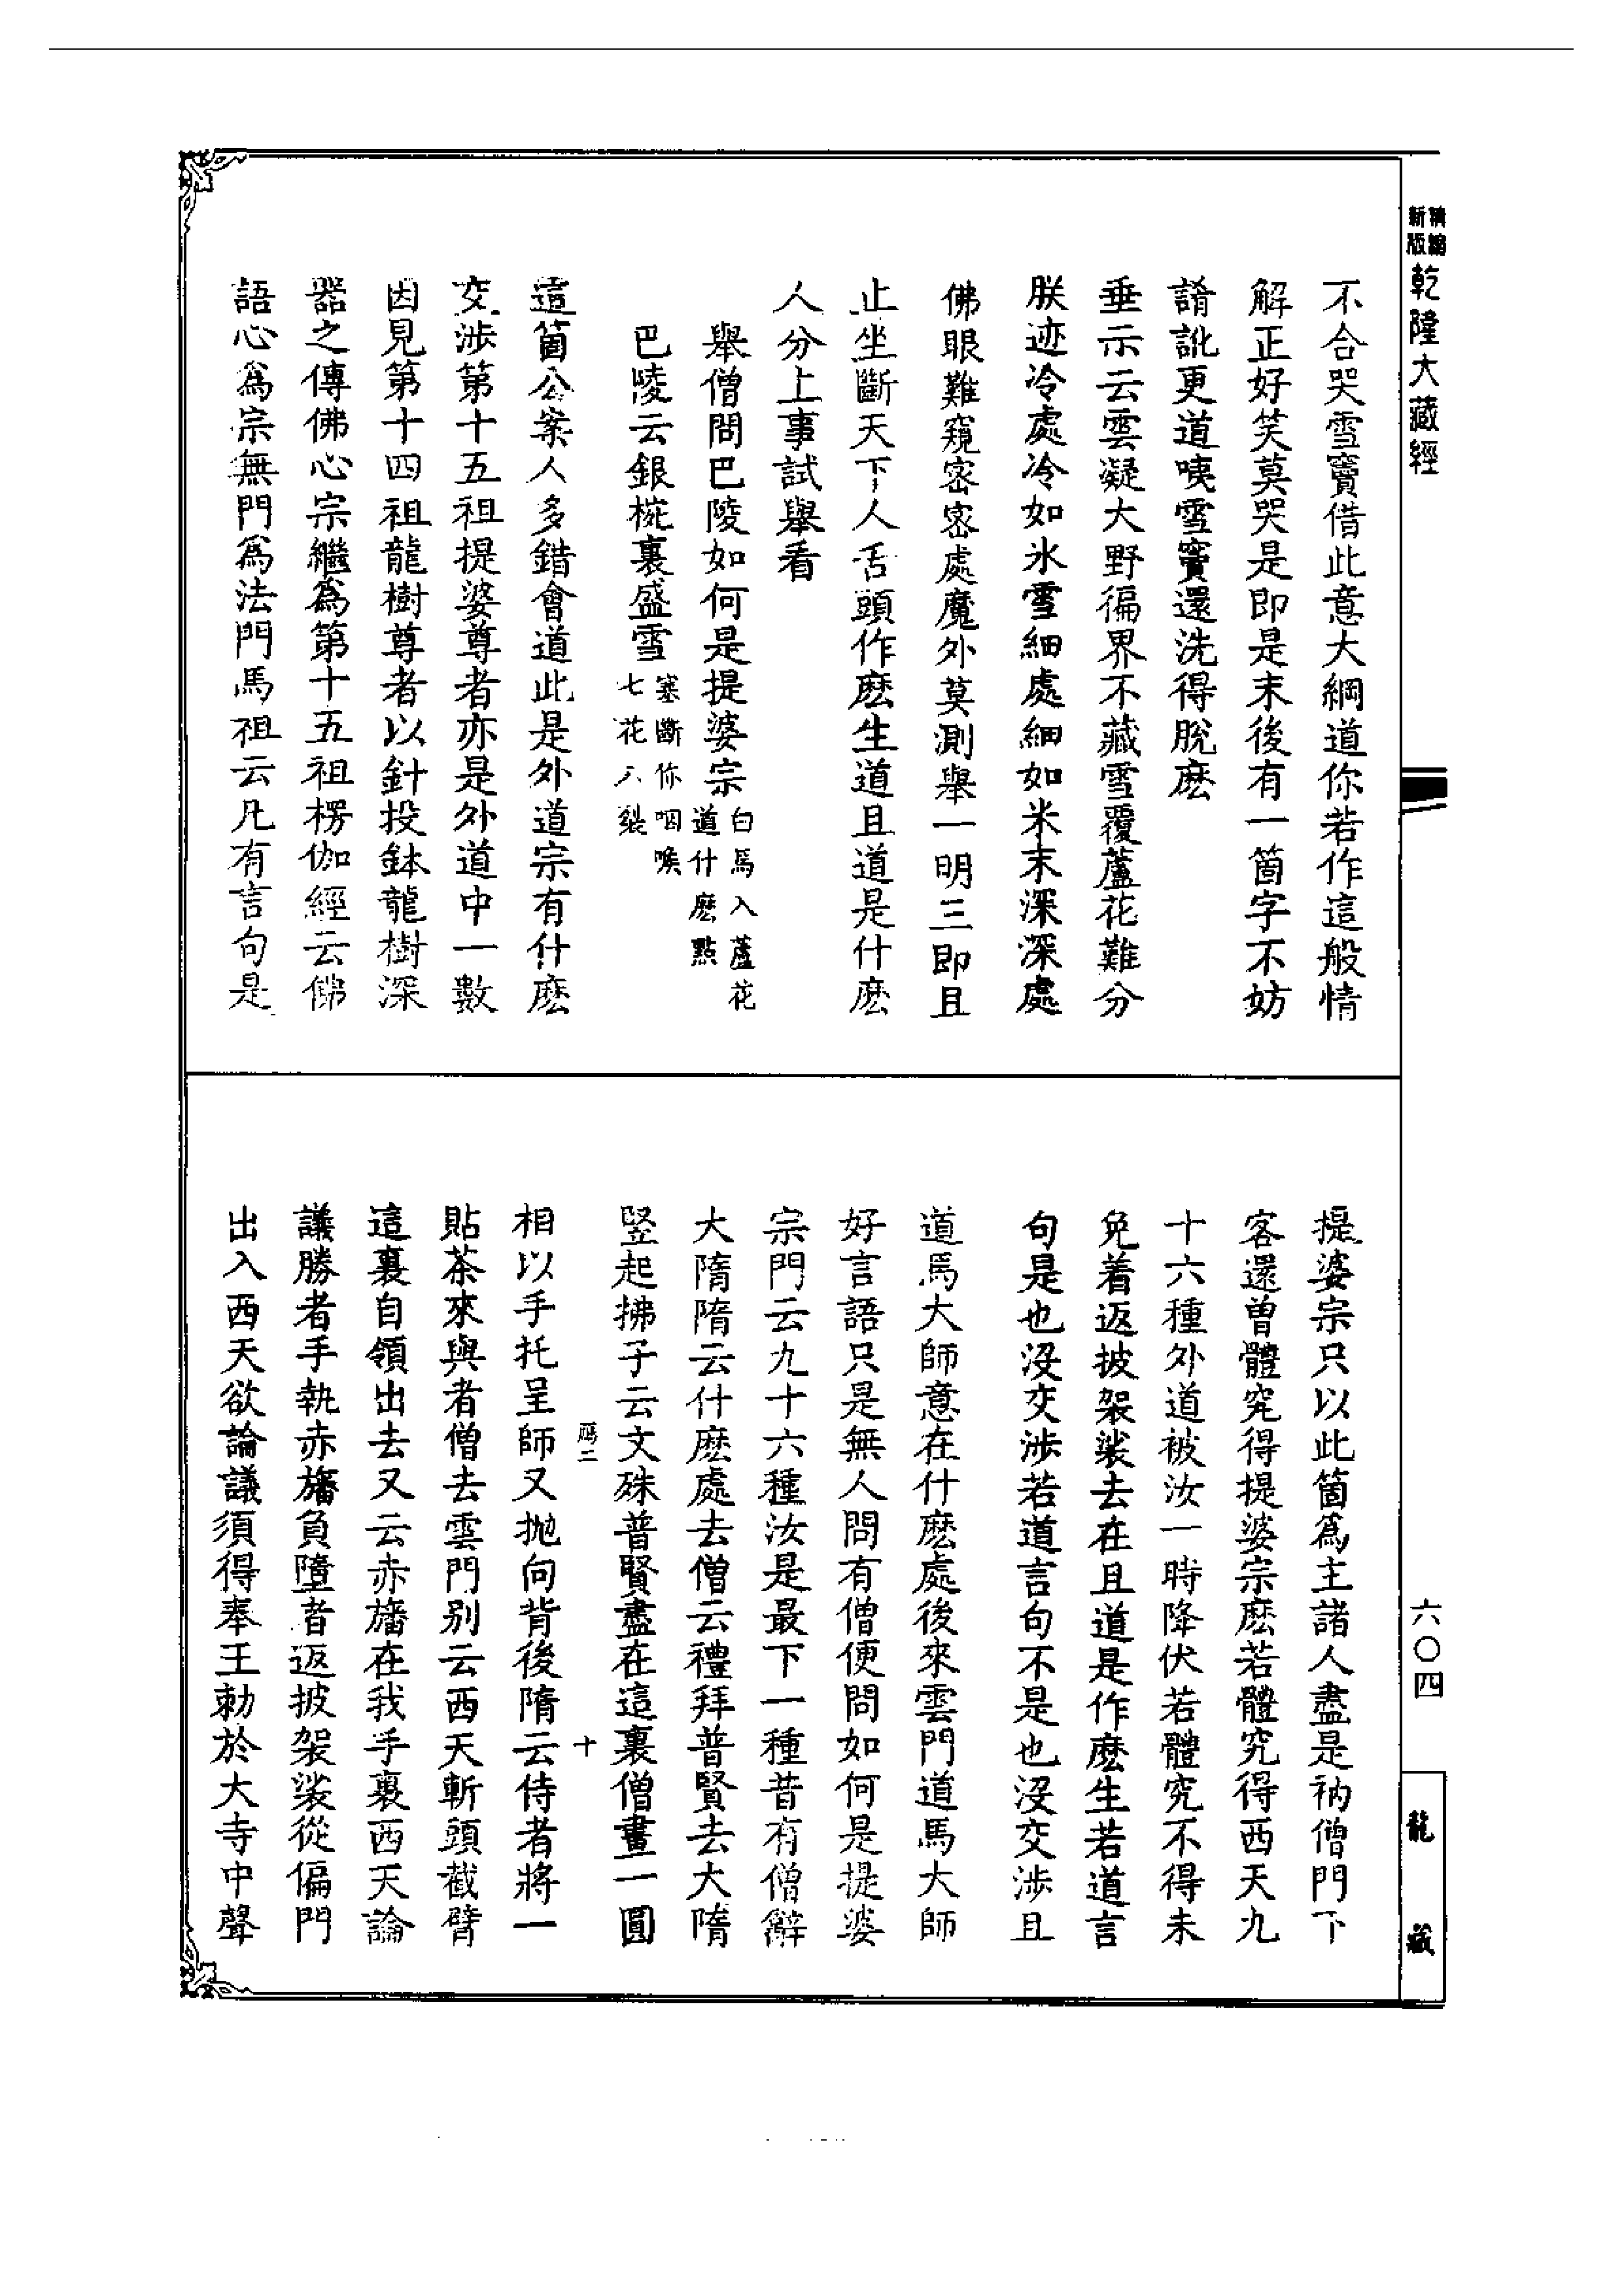 精縮新版乾隆大藏經
不合哭雪竇借此意大綱道你若作這般情
解正好笑莫哭是即是末後有一箇字不妨
誵訛更道咦雪竇還洗得脫麽
垂示云雲凝大野徧界不藏雪覆蘆花難分
朕迹冷處冷如氷雪細處細如米末深深處
佛眼難窺密密處魔外莫測舉一明三即且
止坐斷天下人舌頭作麽生道且道是什麽
人分上事試舉看
舉僧問巴陵如何是提婆宗白馬入蘆花道什麽點
巴陵云銀椀裏盛雪塞斷你咽喉七花八裂
這箇公案人多錯會道此是外道宗有什麽
交涉第十五祖提婆尊者亦是外道中一數
因見第十四祖龍樹尊者以針投鉢龍樹深
器之傳佛心宗繼爲第十五祖楞伽經云佛
語心爲宗無門爲法門馬祖云凡有言句是
提婆宗只以此箇爲主諸人盡是衲僧門下
客還曾體究得提婆宗麽若體究得西天九
十六種外道被汝一時降伏若體究不得未
免着返披袈裟去在且道是作麽生若道言
句是也沒交涉若道言句不是也沒交涉且
道馬大師意在什麽處後來雲門道馬大師
好言語只是無人問有僧便問如何是提婆
宗門云九十六種汝是最下一種昔有僧辭
大隋隋云什麽處去僧云禮拜普賢去大隋
竪起拂子云文殊普賢盡在這裏僧畫一圓
十
相以手托呈師又抛向背後隋云侍者將一
貼茶來與者僧去雲門別云西天斬頭截臂
這裏自領出去又云赤旛在我手裏西天論
議勝者手執赤旛負墮者返披袈裟從偏門
出入西天欲論議須得奉王勅於大寺中聲
六〇四
龍藏